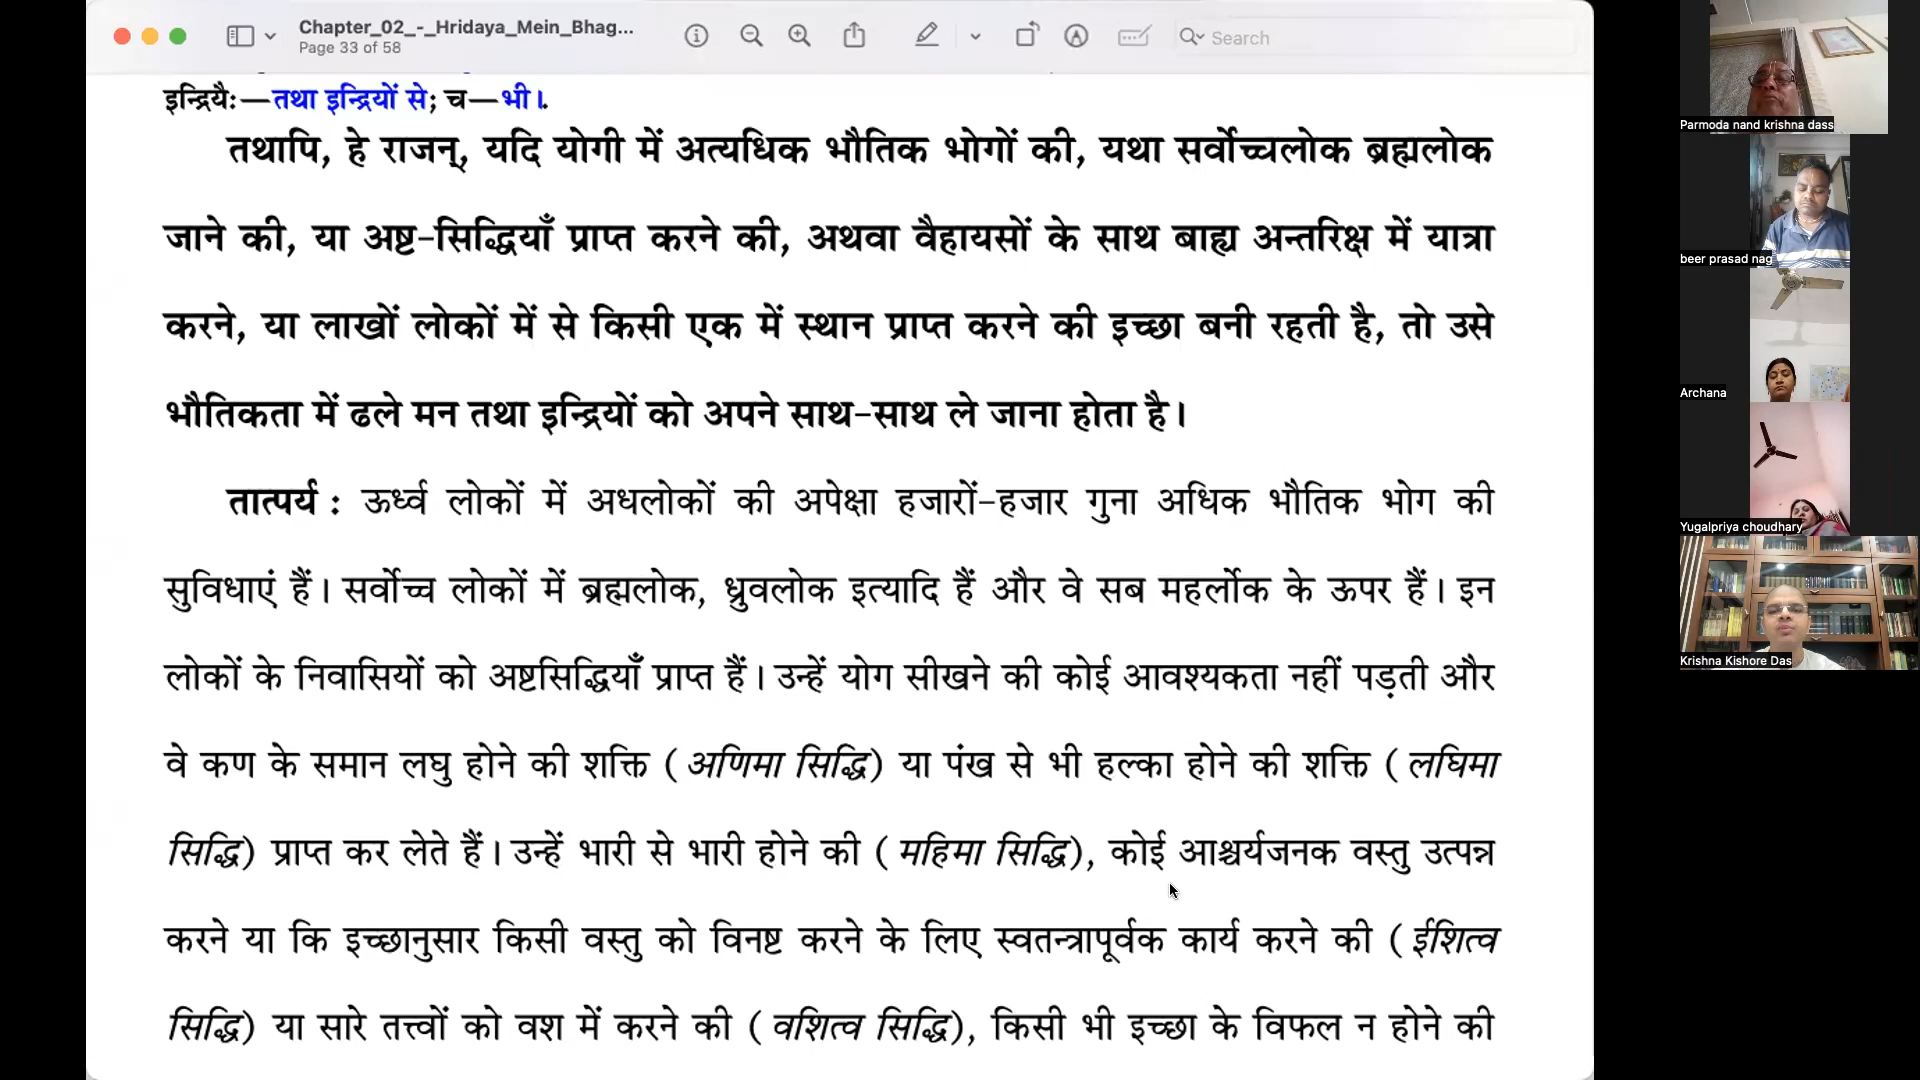 Chapter_02_-_Hridaya_Mein_Bhag...
Page 33 of 58
Search
इन्द्रियैः—तथा इन्द्रियों से; च—भी।.
तथापि, हे राजन्, यदि योगी में अत्यधिक भौतिक भोगों की, यथा सर्वोच्चलोक ब्रह्मलोक
जाने की, या अष्ट-सिद्धियाँ प्राप्त करने की, अथवा वैहायसों के साथ बाह्य अन्तरिक्ष में यात्रा
करने, या लाखों लोकों में से किसी एक में स्थान प्राप्त करने की इच्छा बनी रहती है, तो उसे
भौतिकता में ढले मन तथा इन्द्रियों को अपने साथ-साथ ले जाना होता है।
तात्पर्य : ऊर्ध्व लोकों में अधलोकों की अपेक्षा हजारों-हजार गुना अधिक भौतिक भोग की
सुविधाएं हैं। सर्वोच्च लोकों में ब्रह्मलोक, ध्रुवलोक इत्यादि हैं और वे सब महर्लोक के ऊपर हैं। इन
लोकों के निवासियों को अष्टसिद्धियाँ प्राप्त हैं। उन्हें योग सीखने की कोई आवश्यकता नहीं पड़ती और
वे कण के समान लघु होने की शक्ति (अणिमा सिद्धि) या पंख से भी हल्का होने की शक्ति (लघिमा
सिद्धि) प्राप्त कर लेते हैं। उन्हें भारी से भारी होने की (महिमा सिद्धि), कोई आश्चर्यजनक वस्तु उत्पन्न
करने या कि इच्छानुसार किसी वस्तु को विनष्ट करने के लिए स्वतन्त्रापूर्वक कार्य करने की (ईशित्व
सिद्धि) या सारे तत्त्वों को वश में करने की (वशित्व सिद्धि), किसी भी इच्छा के विफल न होने की
Parmoda nand krishna dass
beer prasad nag
Archana
Yugalpriya choudhary
Krishna Kishore Das